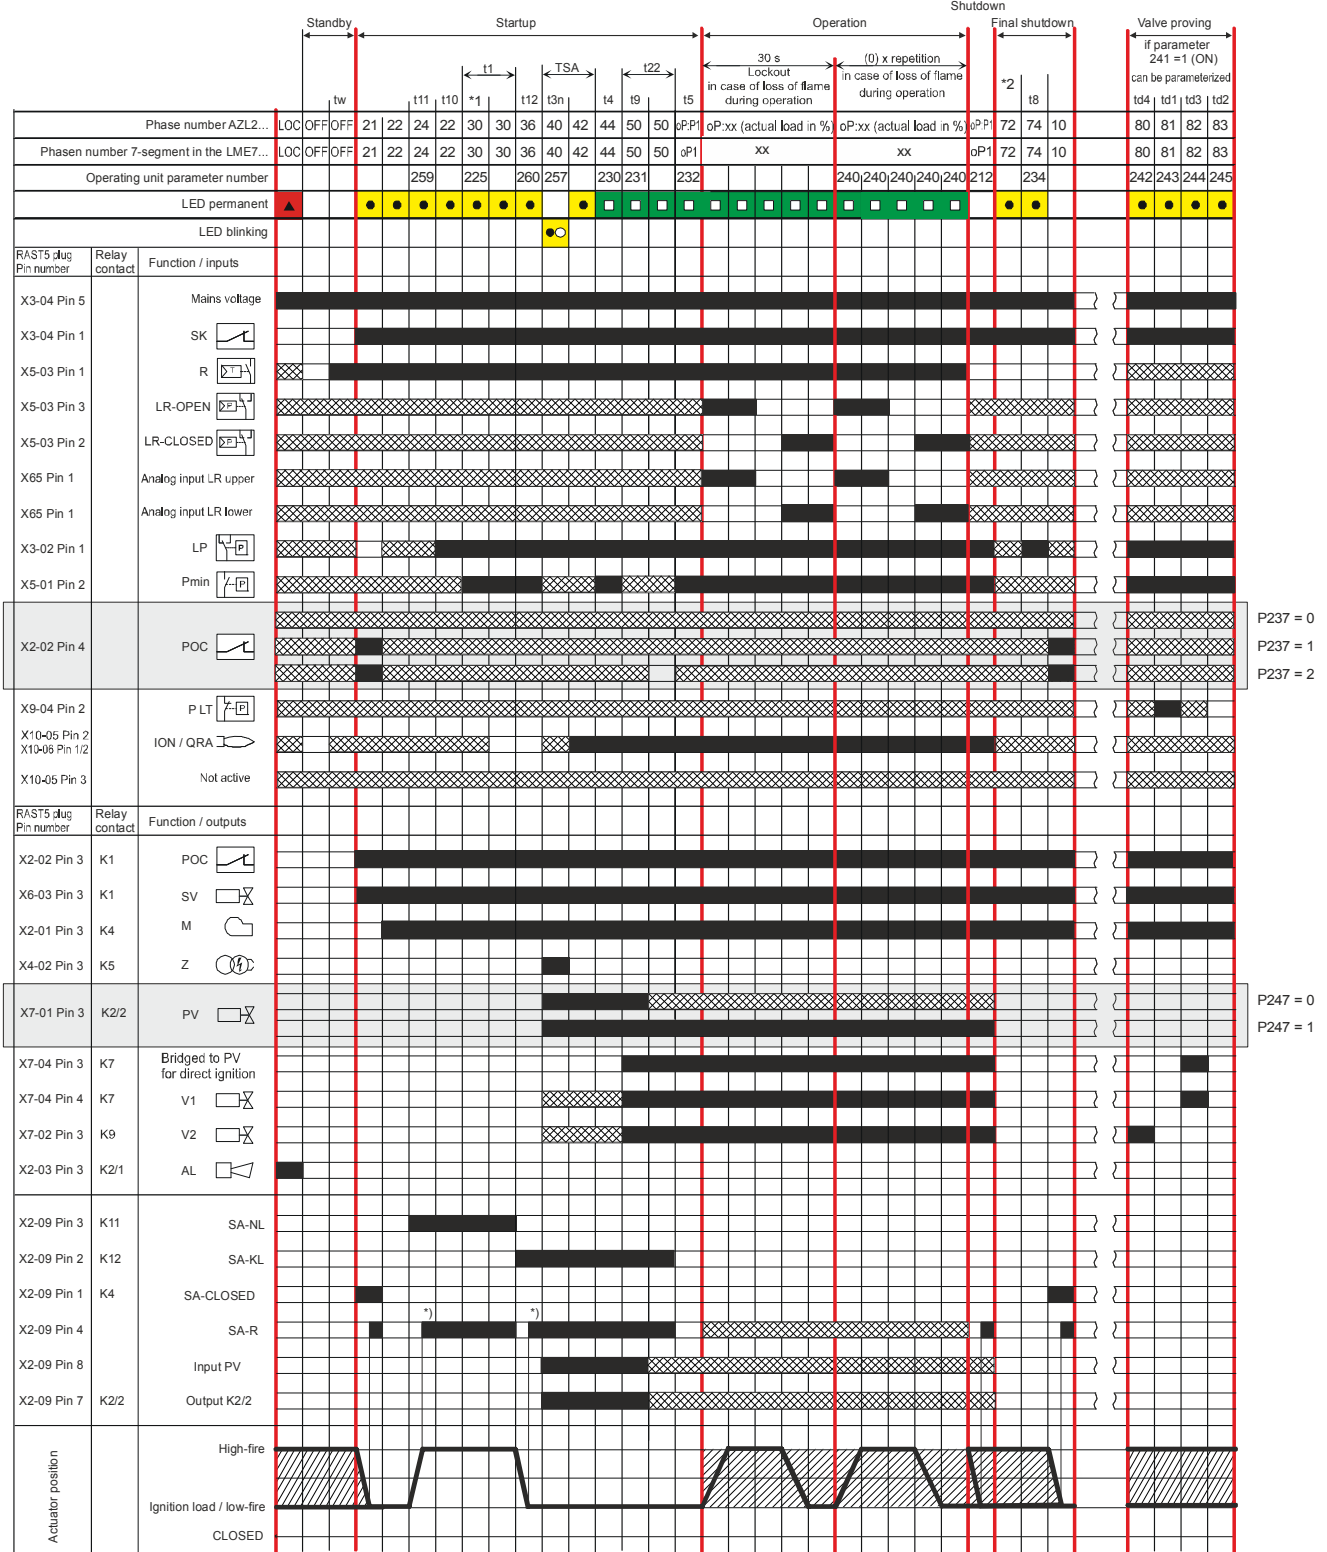 Shutdown
Standby Startup Operation Final shutdown Valve proving
if parameter
241 =1 (ON)
can be parameterized
30 s
Lockout
in case of loss of flame
during operation
(0) x repetition
in case of loss of flame
during operation
t1 TSA t22 *2
tw t11 t10 *1 t12 t3n t4 t9 t5 t8 td4 td1 td3 td2
Phase number AZL2... LOC OFF OFF 21 22 24 22 30 30 36 40 42 44 50 50 oP:P1 oP:xx (actual load in %) oP:xx (actual load in %) oP:P1 72 74 10 80 81 82 83
Phasen number 7-segment in the LME7... LOC OFF OFF 21 22 24 22 30 30 36 40 42 44 50 50 oP1 xx xx oP1 72 74 10 80 81 82 83
Operating unit parameter number 259 225 260 257 230 231 232 240 240 240 240 240 212 234 242 243 244 245
LED permanent
LED blinking
RAST5 plug
Pin number
Relay
contact
Function / inputs
X3-04 Pin 5 Mains voltage
X3-04 Pin 1 SK
X5-03 Pin 1 R T
X5-03 Pin 3 LR-OPEN P
X5-03 Pin 2 LR-CLOSED P
X65 Pin 1 Analog input LR upper
X65 Pin 1 Analog input LR lower
X3-02 Pin 1 LP P
X5-01 Pin 2 Pmin P
P237 = 0
X2-02 Pin 4 POC P237 = 1
P237 = 2
X9-04 Pin 2 P LT P
X10-05 Pin 2
X10-06 Pin 1/2
ION / QRA
X10-05 Pin 3 Not active
RAST5 plug
Pin number
Relay
contact
Function / outputs
X2-02 Pin 3 K1 POC
X6-03 Pin 3 K1 SV
X2-01 Pin 3 K4 M
X4-02 Pin 3 K5 Z
P247 = 0
X7-01 Pin 3 K2/2 PV
P247 = 1
X7-04 Pin 3 K7 Bridged to PV
for direct ignition
X7-04 Pin 4 K7 V1
X7-02 Pin 3 K9 V2
X2-03 Pin 3 K2/1 AL
X2-09 Pin 3 K11 SA-NL
X2-09 Pin 2 K12 SA-KL
X2-09 Pin 1 K4 SA-CLOSED
*) *)
X2-09 Pin 4 SA-R
X2-09 Pin 8 Input PV
X2-09 Pin 7 K2/2 Output K2/2
Actuator position
High-fire
Ignition load / low-fire
CLOSED